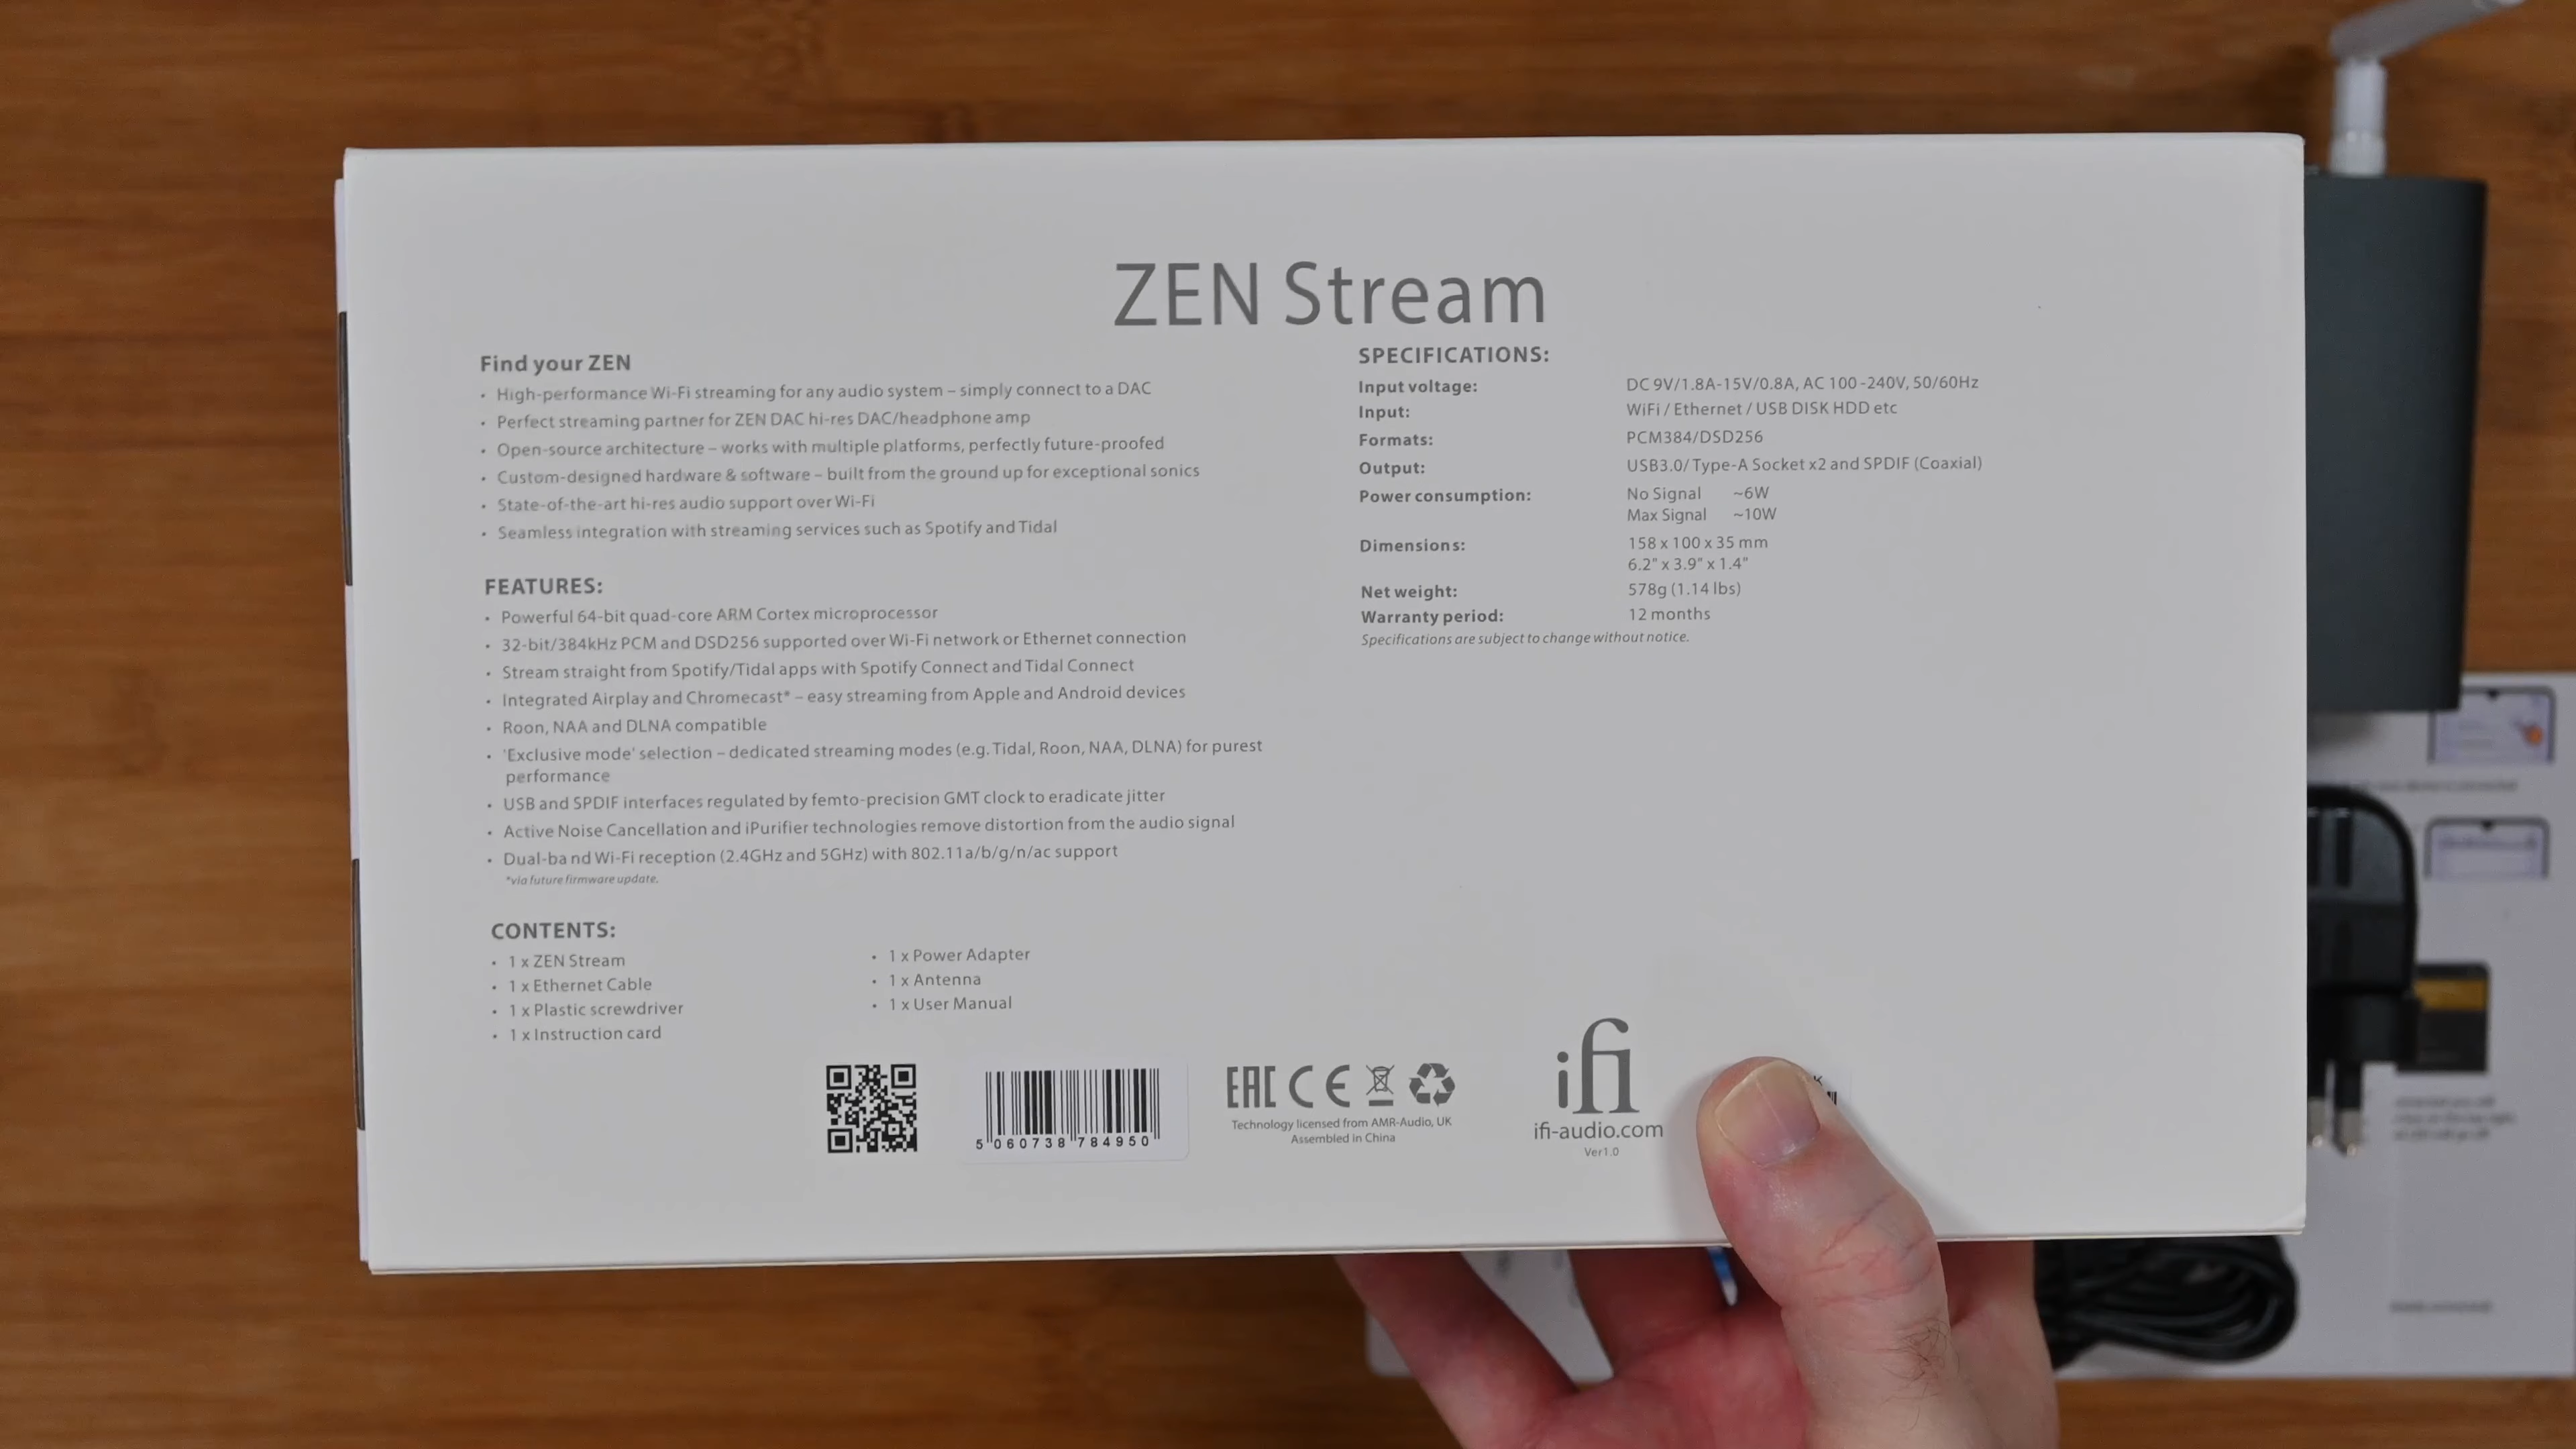 ZEN Stream
Find your ZEN
• High-performance Wi-Fi streaming for any audio system – simply connect to a DAC
• Perfect streaming partner for ZEN DAC hi-res DAC/headphone amp
• Open-source architecture – works with multiple platforms, perfectly future-proofed
• Custom-designed hardware & software – built from the ground up for exceptional sonics
• State-of-the-art hi-res audio support over Wi-Fi
• Seamless integration with streaming services such as Spotify and Tidal
FEATURES:
• Powerful 64-bit quad-core ARM Cortex microprocessor
• 32-bit/384kHz PCM and DSD256 supported over Wi-Fi network or Ethernet connection
• Stream straight from Spotify/Tidal apps with Spotify Connect and Tidal Connect
• Integrated Airplay and Chromecast* – easy streaming from Apple and Android devices
• Roon, NAA and DLNA compatible
• 'Exclusive mode' selection – dedicated streaming modes (e.g. Tidal, Roon, NAA, DLNA) for purest
performance
• USB and SPDIF interfaces regulated by femto-precision GMT clock to eradicate jitter
• Active Noise Cancellation and iPurifier technologies remove distortion from the audio signal
• Dual-ba nd Wi-Fi reception (2.4GHz and 5GHz) with 802.11a/b/g/n/ac support
*via future firmware update.
CONTENTS:
• 1 x ZEN Stream
• 1 x Ethernet Cable
• 1 x Plastic screwdriver
• 1 x Instruction card
• 1 x Power Adapter
• 1 x Antenna
• 1 x User Manual
SPECIFICATIONS:
Input voltage: DC 9V/1.8A-15V/0.8A, AC 100 -240V, 50/60Hz
Input: WiFi / Ethernet / USB DISK HDD etc
Formats: PCM384/DSD256
Output: USB3.0/ Type-A Socket x2 and SPDIF (Coaxial)
Power consumption: No Signal ~6W
Max Signal ~10W
Dimensions: 158 x 100 x 35 mm
6.2" x 3.9" x 1.4"
Net weight: 578g (1.14 lbs)
Warranty period: 12 months
Specifications are subject to change without notice.
5 060738 784950
EAC CE
Technology licensed from AMR-Audio, UK
Assembled in China
ifi
ifi-audio.com
Ver1.0